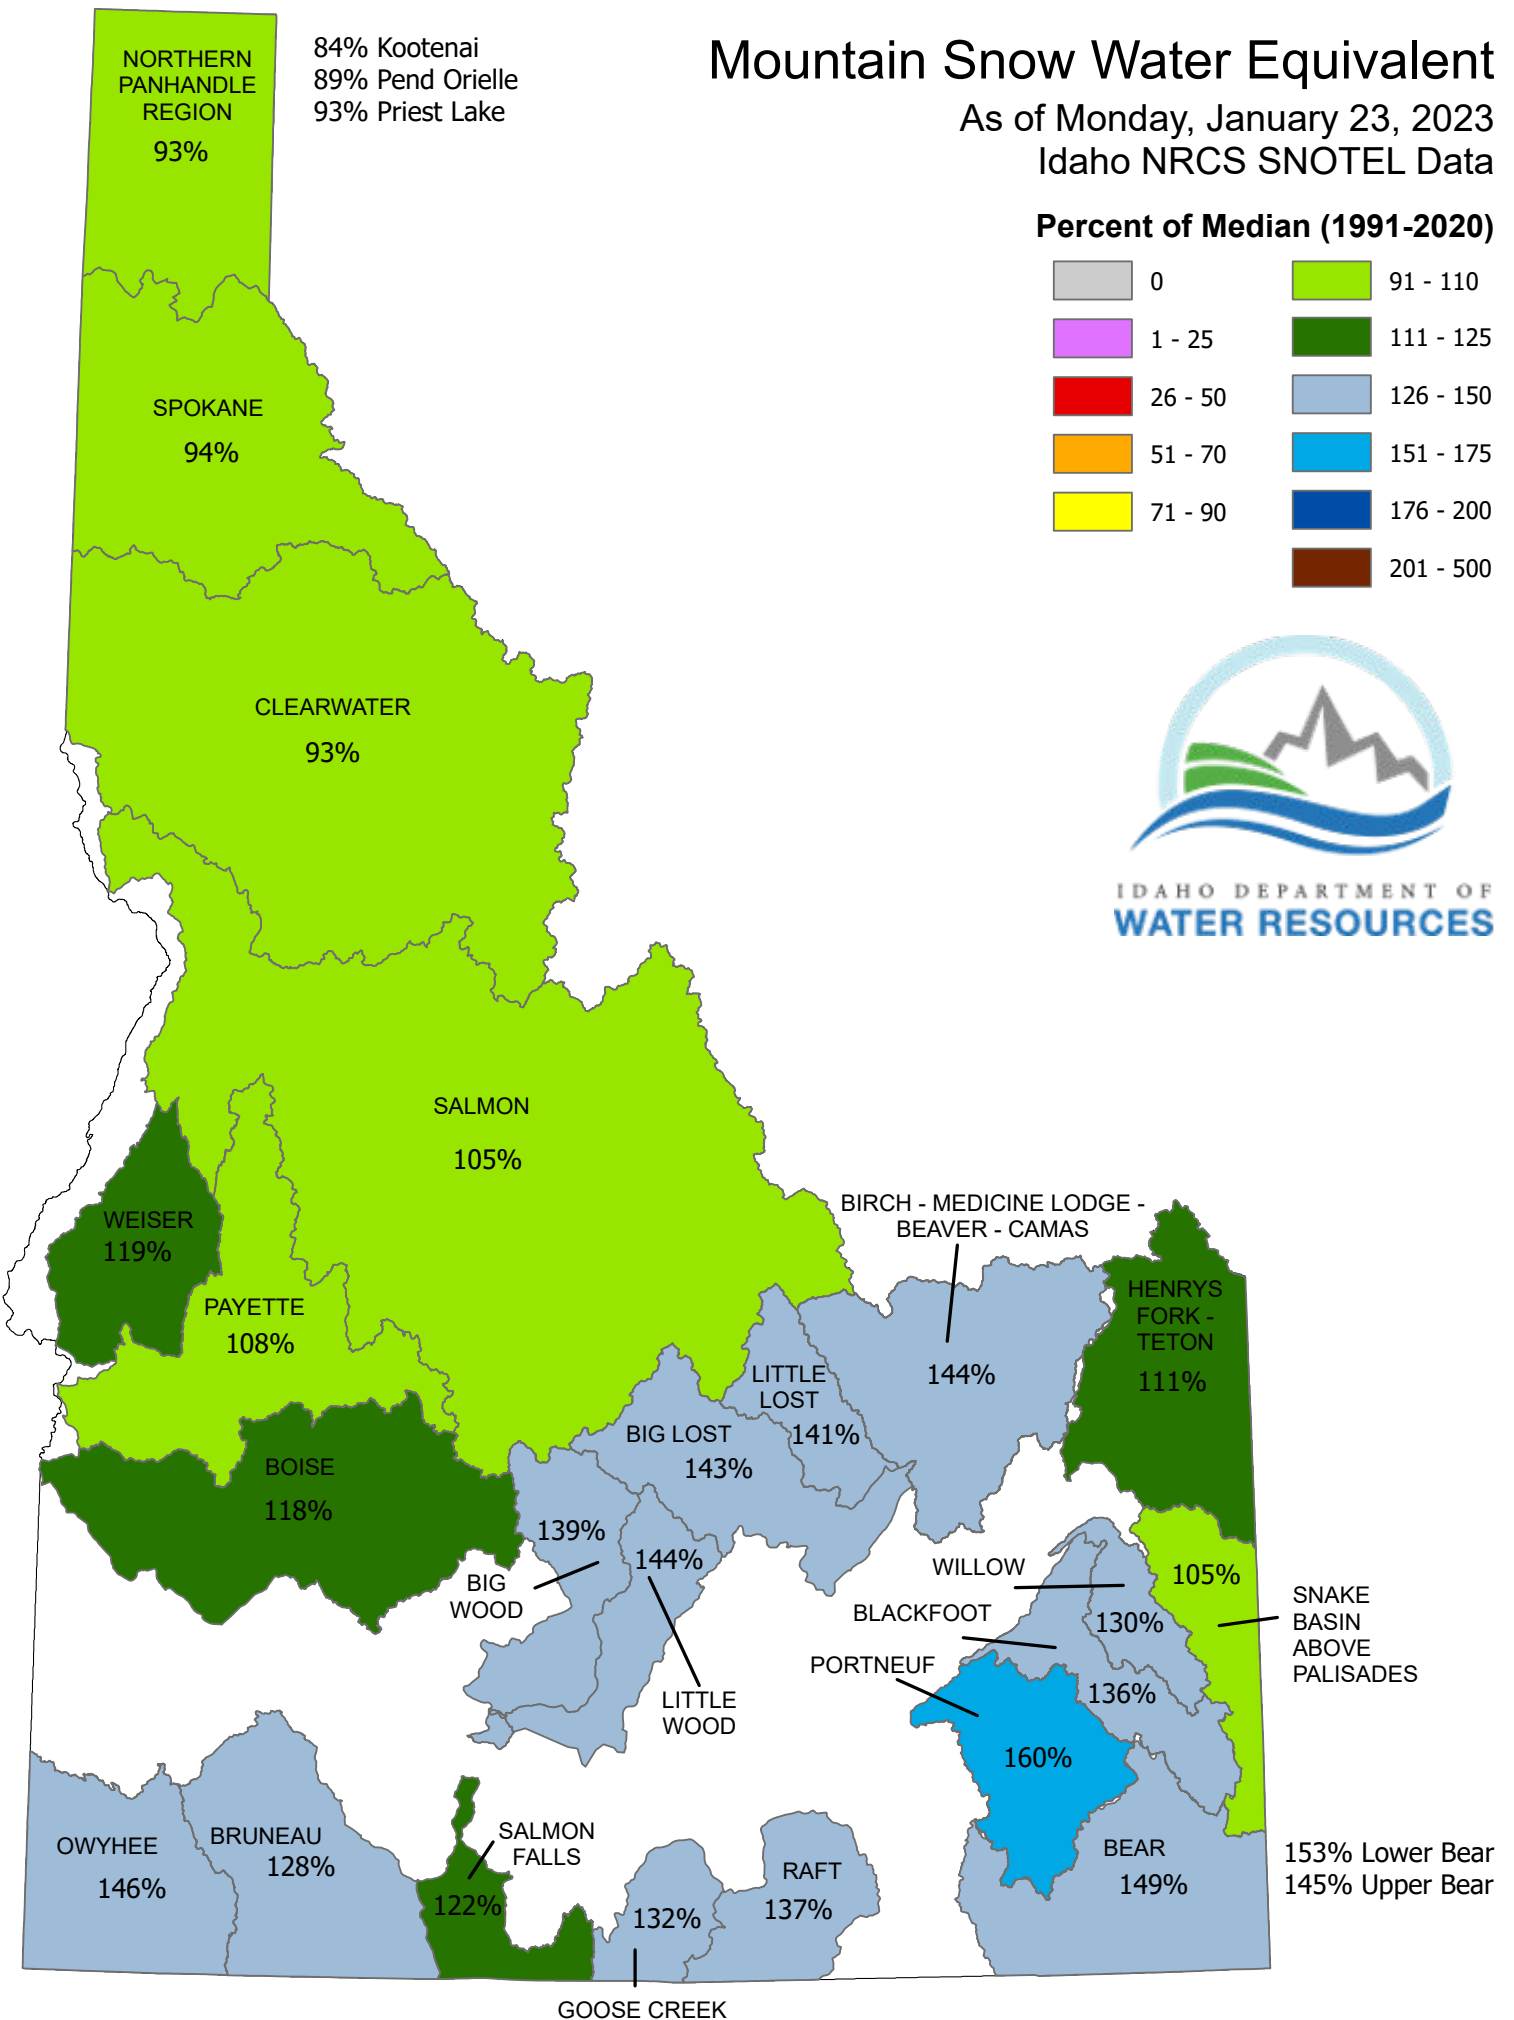 Mountain Snow Water Equivalent
As of Monday, January 23, 2023
Idaho NRCS SNOTEL Data
Percent of Median (1991-2020)
0
1 - 25
26 - 50
51 - 70
71 - 90
91 - 110
111 - 125
126 - 150
151 - 175
176 - 200
201 - 500
IDAHO DEPARTMENT OF
WATER RESOURCES
NORTHERN
PANHANDLE
REGION
93%
84% Kootenai
89% Pend Orielle
93% Priest Lake
SPOKANE
94%
CLEARWATER
93%
SALMON
105%
WEISER
119%
PAYETTE
108%
BOISE
118%
BIRCH - MEDICINE LODGE -
BEAVER - CAMAS
144%
HENRYS
FORK -
TETON
111%
LITTLE
LOST
141%
BIG LOST
143%
139%
BIG
WOOD
144%
LITTLE
WOOD
WILLOW
130%
BLACKFOOT
136%
PORTNEUF
160%
105%
SNAKE
BASIN
ABOVE
PALISADES
OWYHEE
146%
BRUNEAU
128%
SALMON
FALLS
122%
132%
GOOSE CREEK
RAFT
137%
BEAR
149%
153% Lower Bear
145% Upper Bear